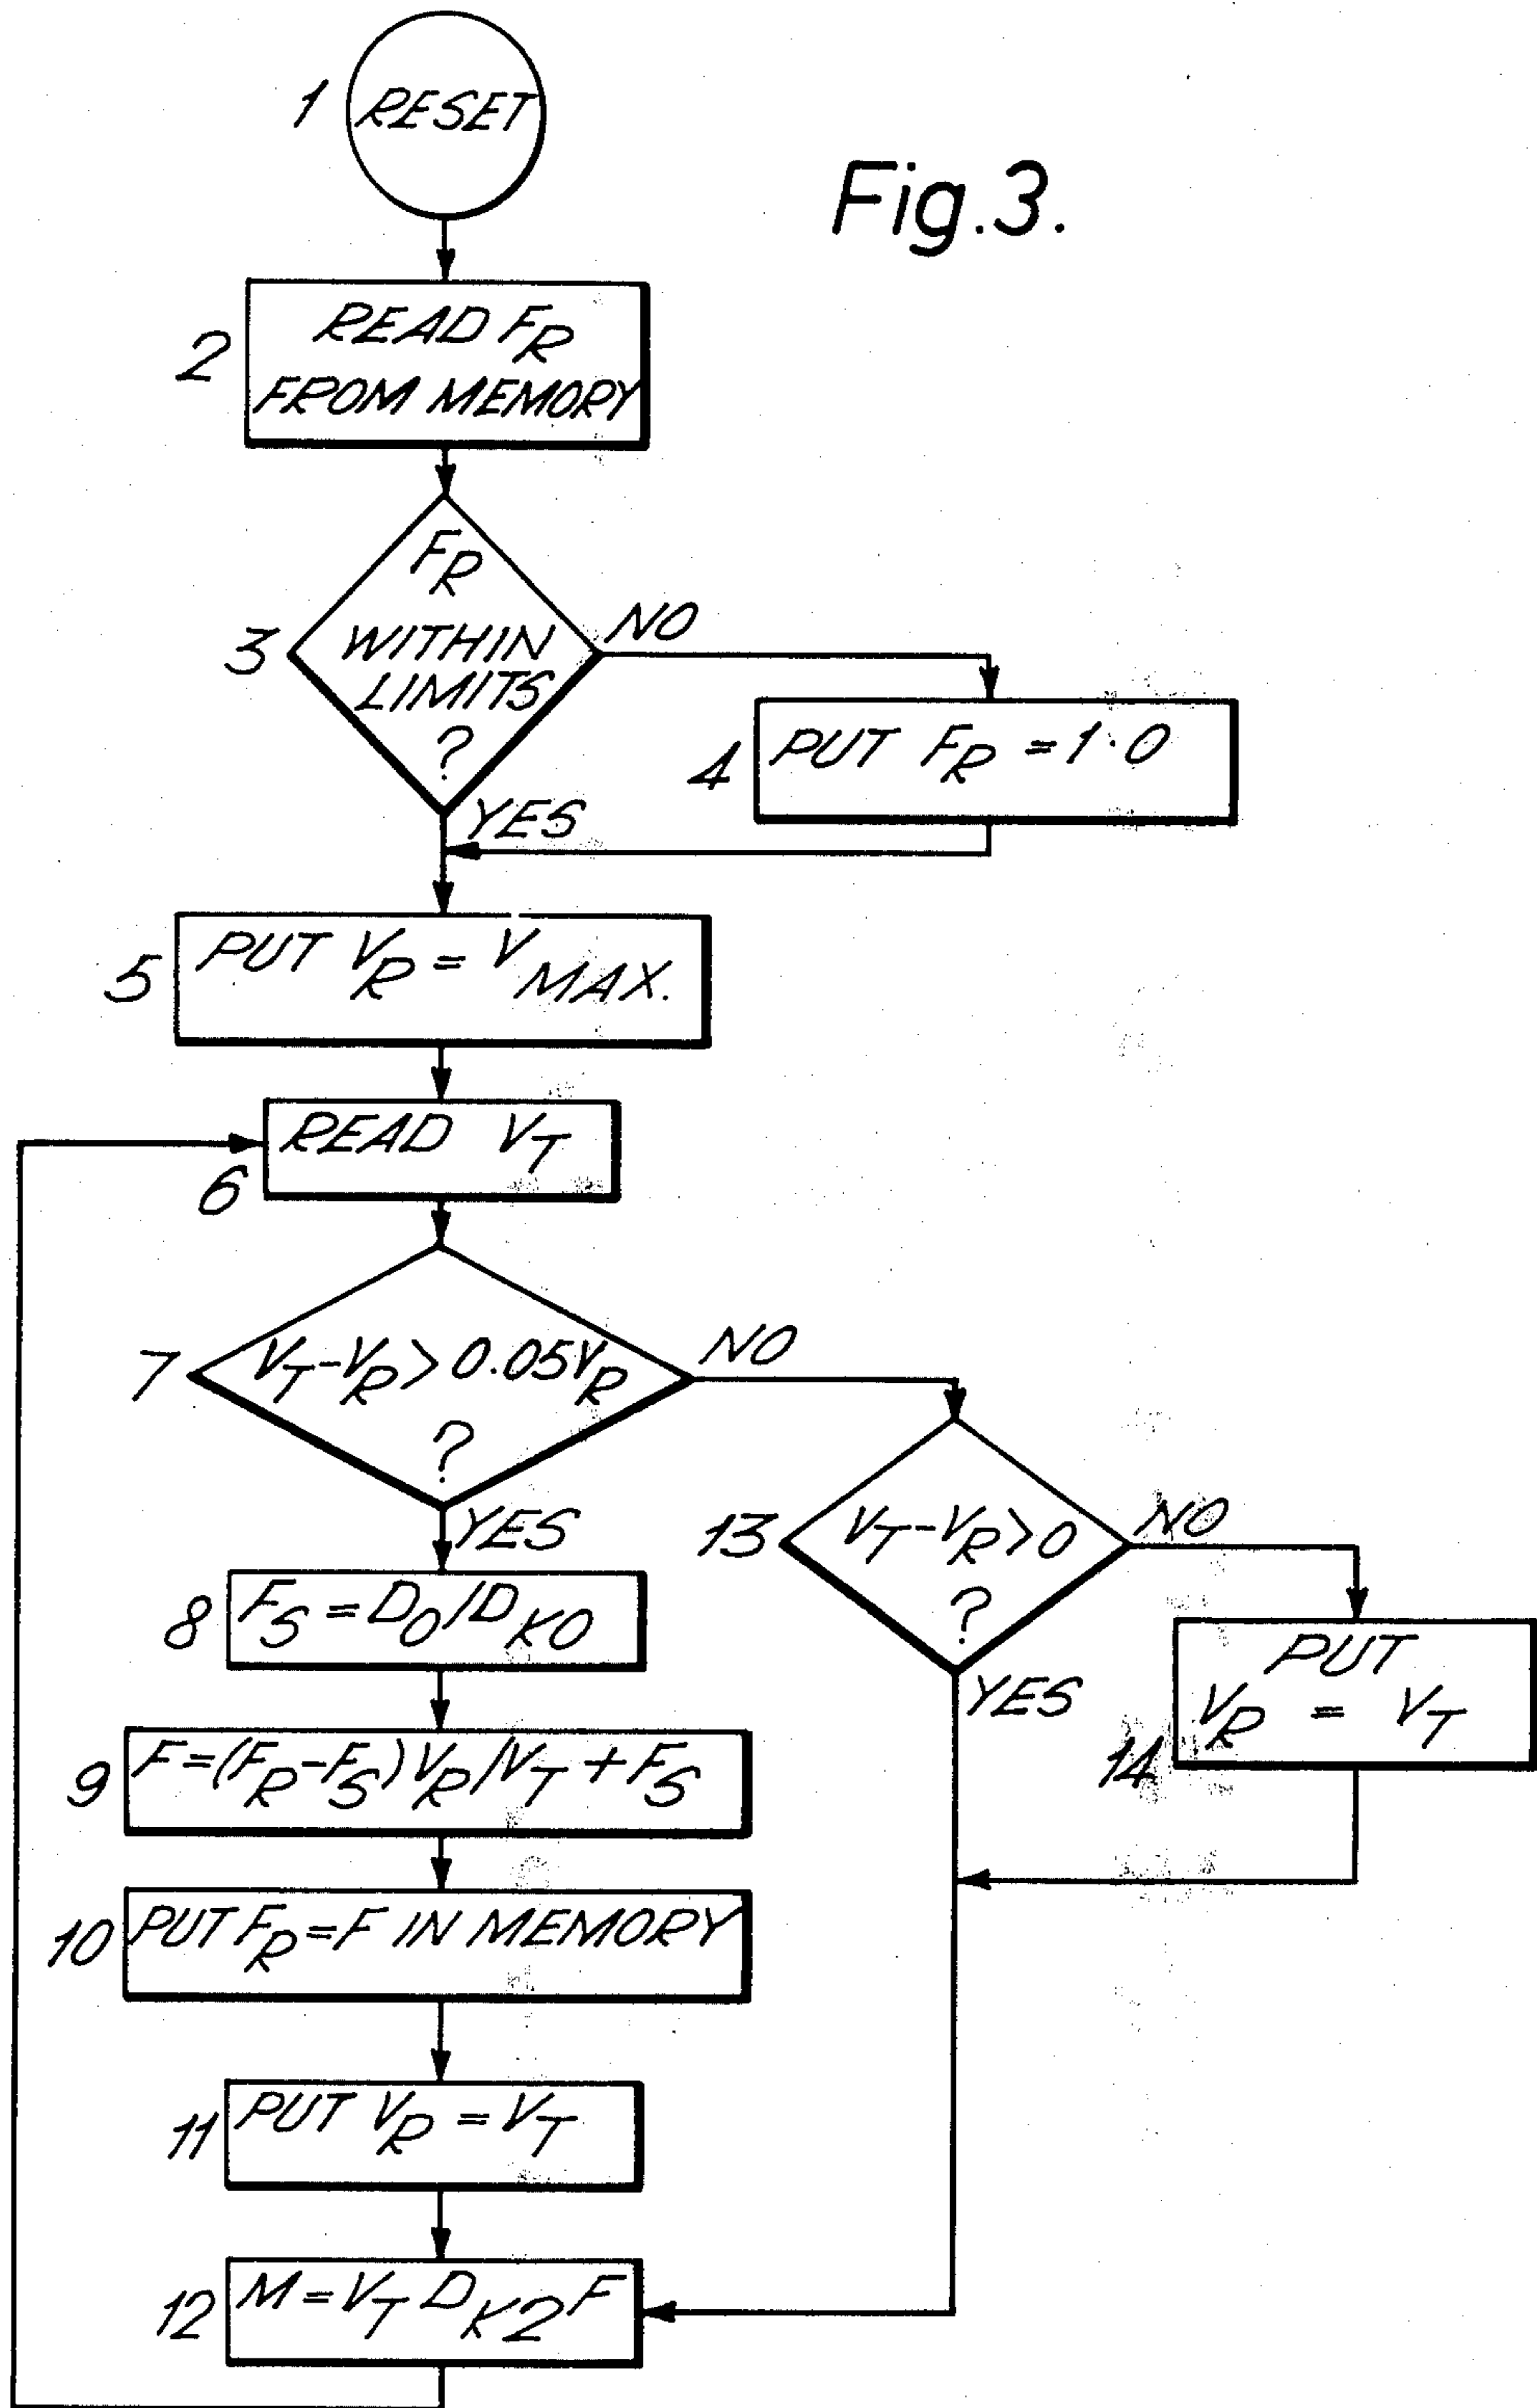 1 RESET
Fig.3.
2 READ FR
FROM MEMORY
3 FR
WITHIN
LIMITS
?
NO
YES
4 PUT FR = 1·0
5 PUT VR = VMAX.
6 READ VT
7 VT-VR > 0.05VR
?
NO
YES
13 VT-VR > 0
?
NO
YES
14 PUT
VR = VT
8 FS = DO/DKO
9 F=(FR-FS)VR/VT + FS
10 PUT FR=F IN MEMORY
11 PUT VR = VT
12 M = VT DK2 F